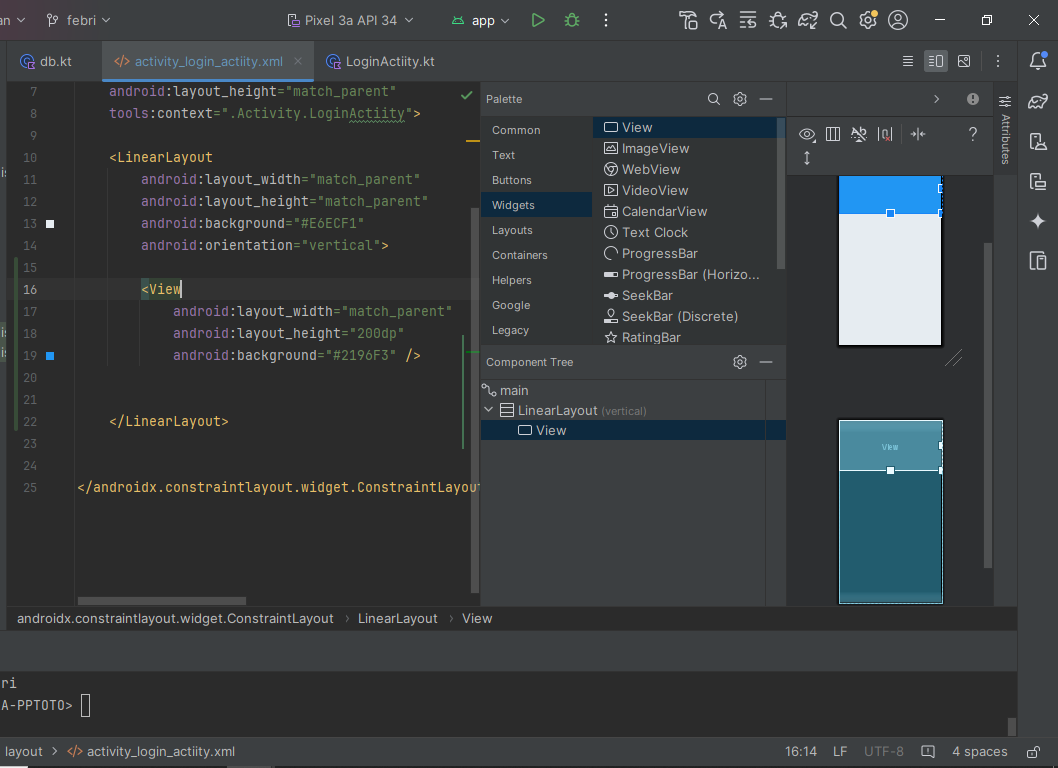 an febri Pixel 3a API 34 app
db.kt activity_login_actiity.xml LoginActiity.kt
7 android:layout_height="match_parent"
8 tools:context=".Activity.LoginActiity">
9
10 <LinearLayout
11 android:layout_width="match_parent"
12 android:layout_height="match_parent"
13 android:background="#E6ECF1"
14 android:orientation="vertical">
15
16 <View
17 android:layout_width="match_parent"
18 android:layout_height="200dp"
19 android:background="#2196F3" />
20
21
22 </LinearLayout>
23
24
25 </androidx.constraintlayout.widget.ConstraintLayout
is
is
is
Palette
Common
Text
Buttons
Widgets
Layouts
Containers
Helpers
Google
Legacy
View
ImageView
WebView
VideoView
CalendarView
Text Clock
ProgressBar
ProgressBar (Horizo...
SeekBar
SeekBar (Discrete)
RatingBar
Component Tree
main
LinearLayout (vertical)
View
?
View
Attributes
androidx.constraintlayout.widget.ConstraintLayout › LinearLayout › View
ri
A-PPTOTO>
layout > activity_login_actiity.xml 16:14 LF UTF-8 4 spaces